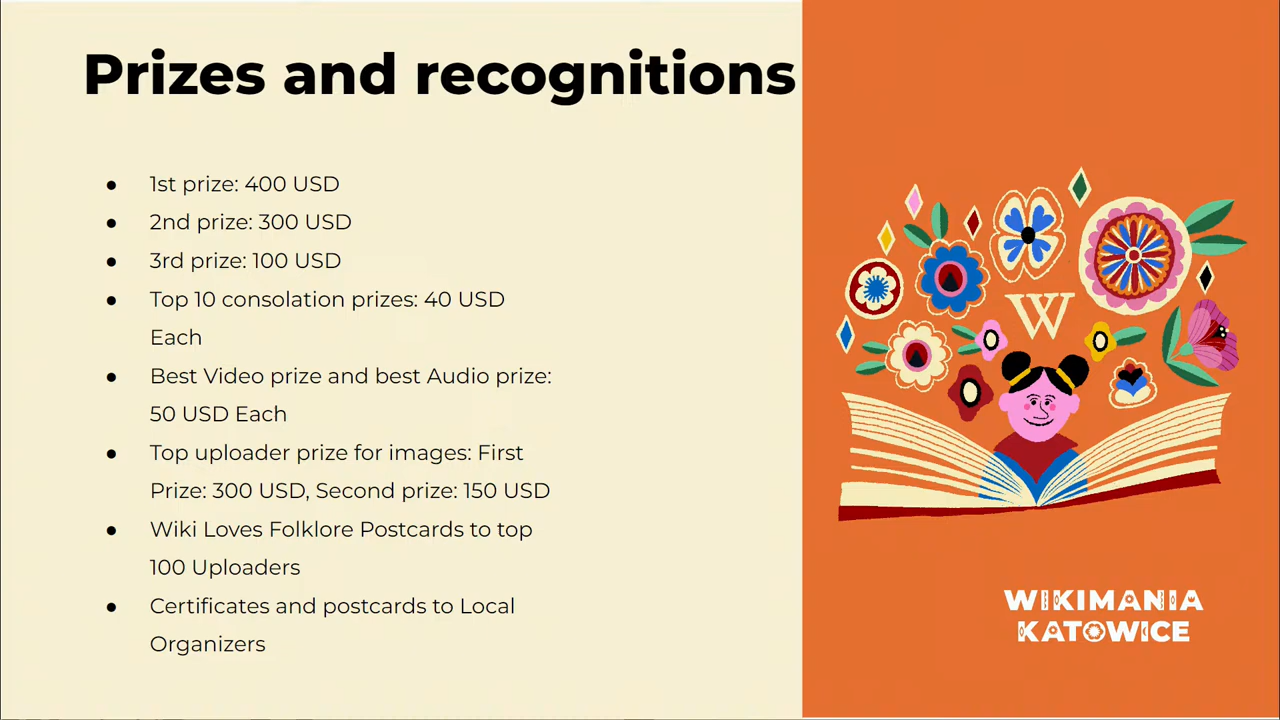 Prizes and recognitions
● 1st prize: 400 USD
● 2nd prize: 300 USD
● 3rd prize: 100 USD
● Top 10 consolation prizes: 40 USD
Each
● Best Video prize and best Audio prize:
50 USD Each
● Top uploader prize for images: First
Prize: 300 USD, Second prize: 150 USD
● Wiki Loves Folklore Postcards to top
100 Uploaders
● Certificates and postcards to Local
Organizers
W
WIKIMANIA
KATOWICE